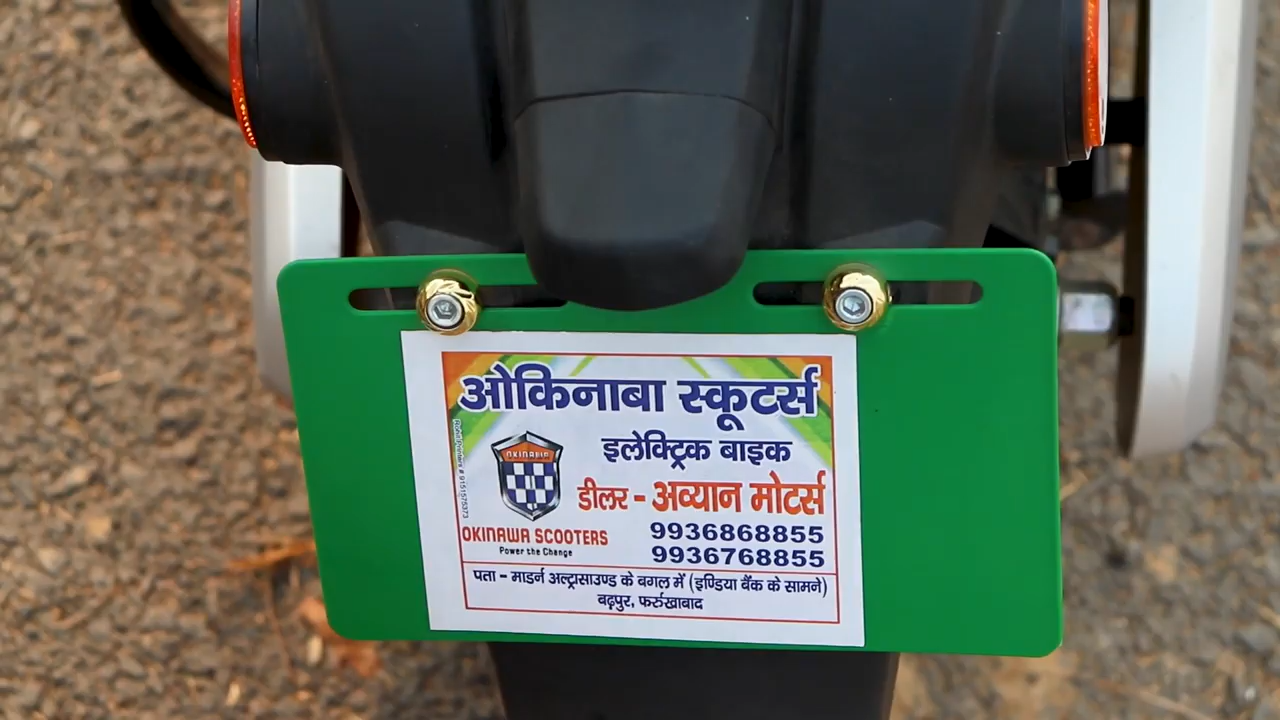 ओकिनाबा स्कूटर्स
इलेक्ट्रिक बाइक
OKINAWA
डीलर - अव्यान मोटर्स
OKINAWA SCOOTERS
Power the Change
9936868855
9936768855
पता - माडर्न अल्ट्रासाउण्ड के बगल में (इण्डिया बैंक के सामने)
बढ़पुर, फर्रुखाबाद